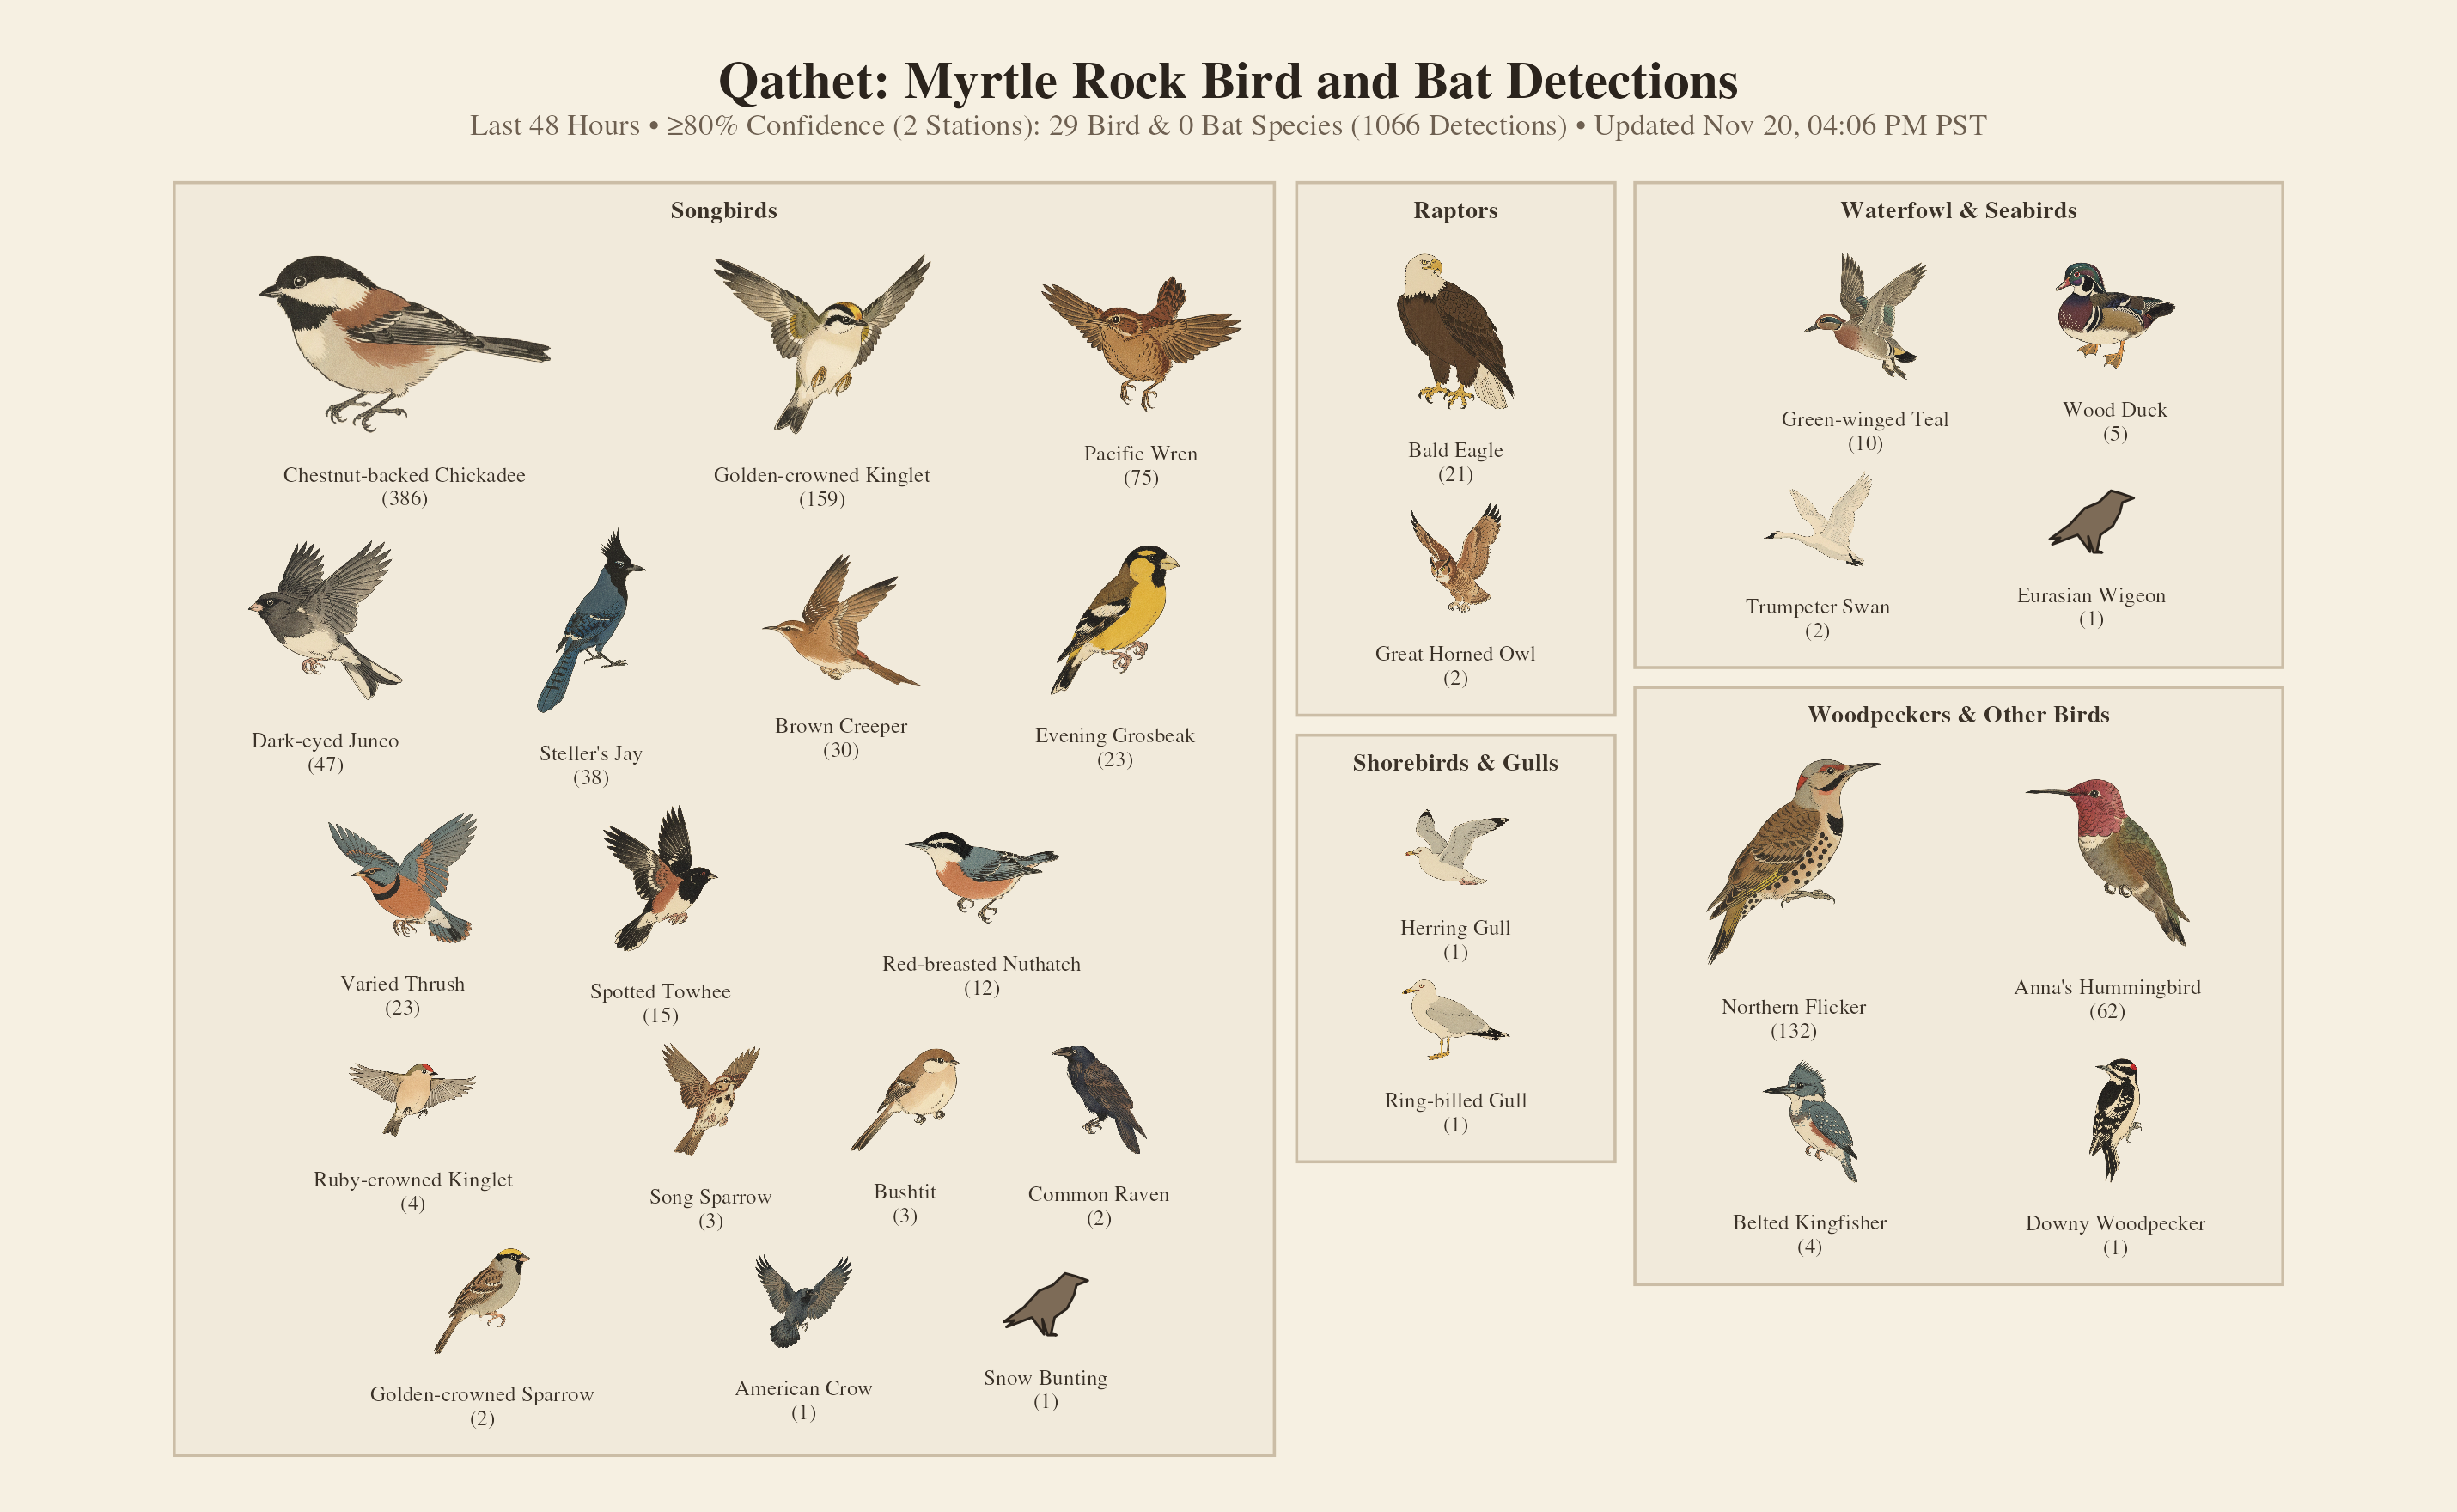 Qathet: Myrtle Rock Bird and Bat Detections
Last 48 Hours • ≥80% Confidence (2 Stations): 29 Bird & 0 Bat Species (1066 Detections) • Updated Nov 20, 04:06 PM PST
Songbirds
Chestnut-backed Chickadee
(386)
Golden-crowned Kinglet
(159)
Pacific Wren
(75)
Dark-eyed Junco
(47)
Steller's Jay
(38)
Brown Creeper
(30)
Evening Grosbeak
(23)
Varied Thrush
(23)
Spotted Towhee
(15)
Red-breasted Nuthatch
(12)
Ruby-crowned Kinglet
(4)
Song Sparrow
(3)
Bushtit
(3)
Common Raven
(2)
Golden-crowned Sparrow
(2)
American Crow
(1)
Snow Bunting
(1)
Raptors
Bald Eagle
(21)
Great Horned Owl
(2)
Shorebirds & Gulls
Herring Gull
(1)
Ring-billed Gull
(1)
Waterfowl & Seabirds
Green-winged Teal
(10)
Wood Duck
(5)
Trumpeter Swan
(2)
Eurasian Wigeon
(1)
Woodpeckers & Other Birds
Northern Flicker
(132)
Anna's Hummingbird
(62)
Belted Kingfisher
(4)
Downy Woodpecker
(1)